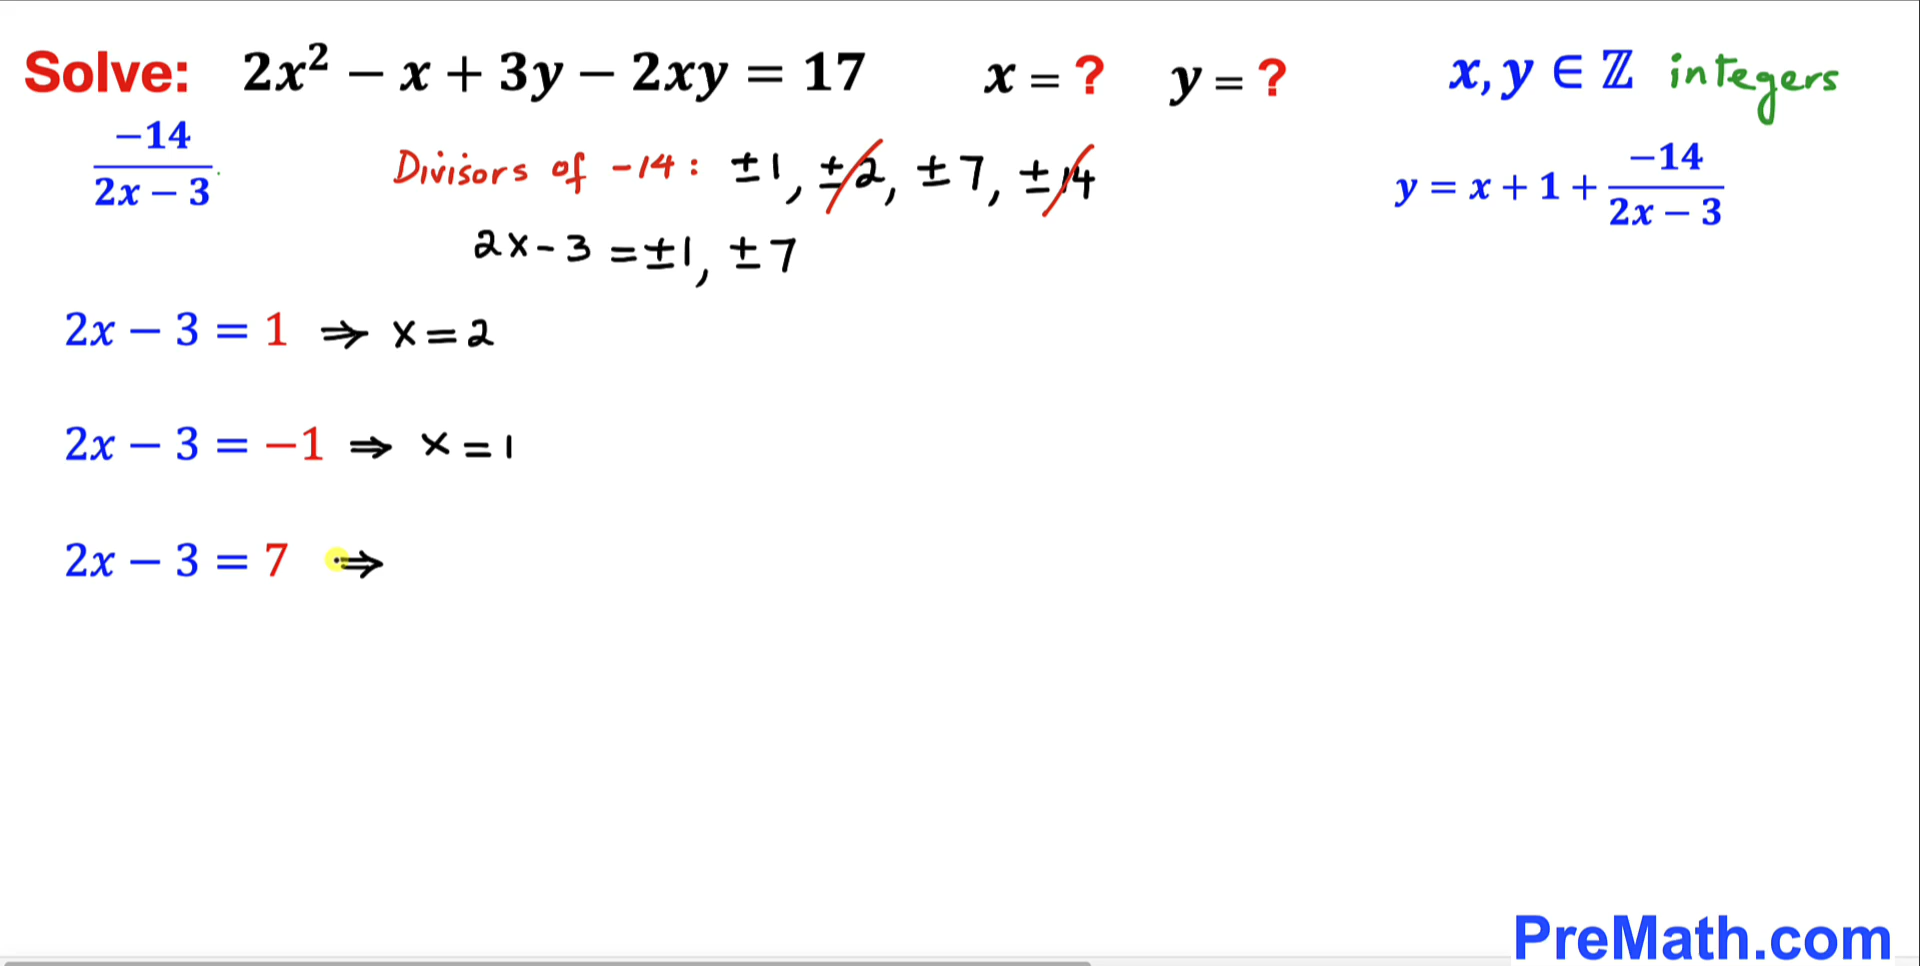 Solve: 2x² − x + 3y − 2xy = 17 x = ? y = ? x, y ∈ ℤ integers
−14
2x − 3
Divisors of -14 : ±1, ±2, ±7, ±14
y = x + 1 + −14
2x − 3
2x-3 = ±1, ±7
2x − 3 = 1 ⇒ x = 2
2x − 3 = −1 ⇒ x = 1
2x − 3 = 7 ⇒
PreMath.com